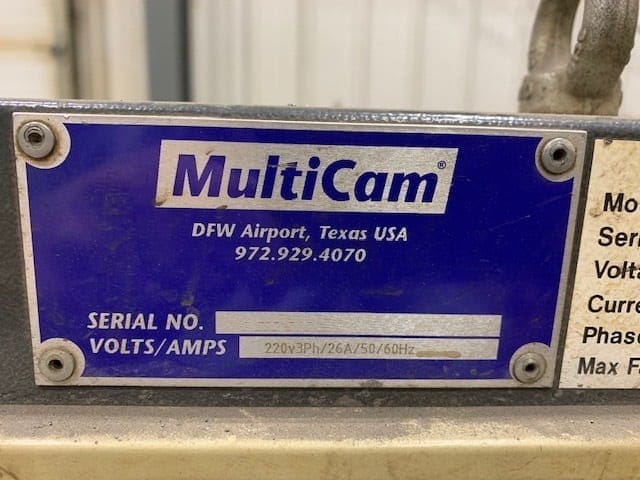 MultiCam®
DFW Airport, Texas USA
972.929.4070
SERIAL NO.
VOLTS/AMPS 220v3Ph/26A/50/60Hz
Mo
Seri
Volta
Curre
Phase
Max F